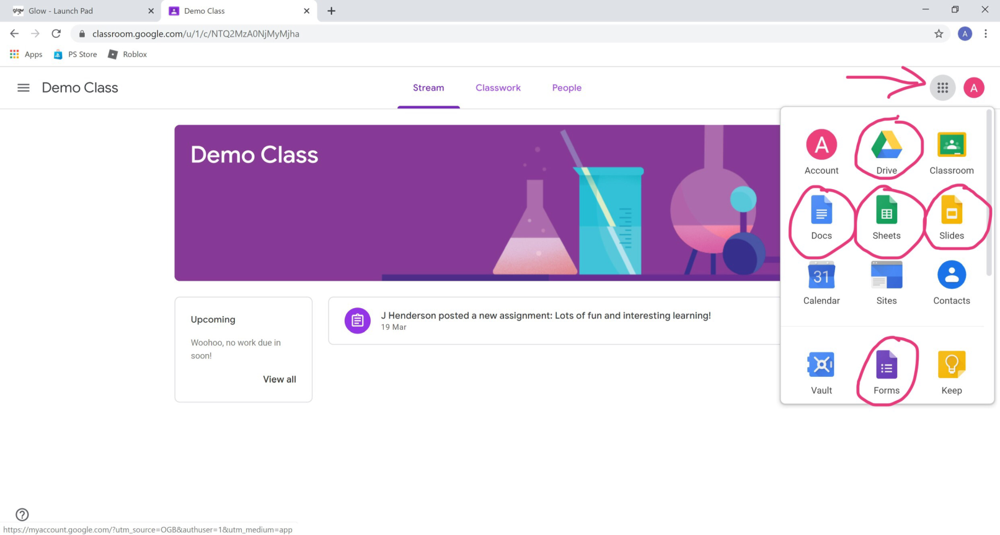 glow Glow - Launch Pad
Demo Class
classroom.google.com/u/1/c/NTQ2MzA0NjMyMjha
A
Apps PS Store Roblox
Demo Class Stream Classwork People A
Demo Class
A
Account Drive Classroom
Docs Sheets Slides
31
Calendar Sites Contacts
Vault Forms Keep
Upcoming
Woohoo, no work due in
soon!
View all
J Henderson posted a new assignment: Lots of fun and interesting learning!
19 Mar
?
https://myaccount.google.com/?utm_source=OGB&authuser=1&utm_medium=app